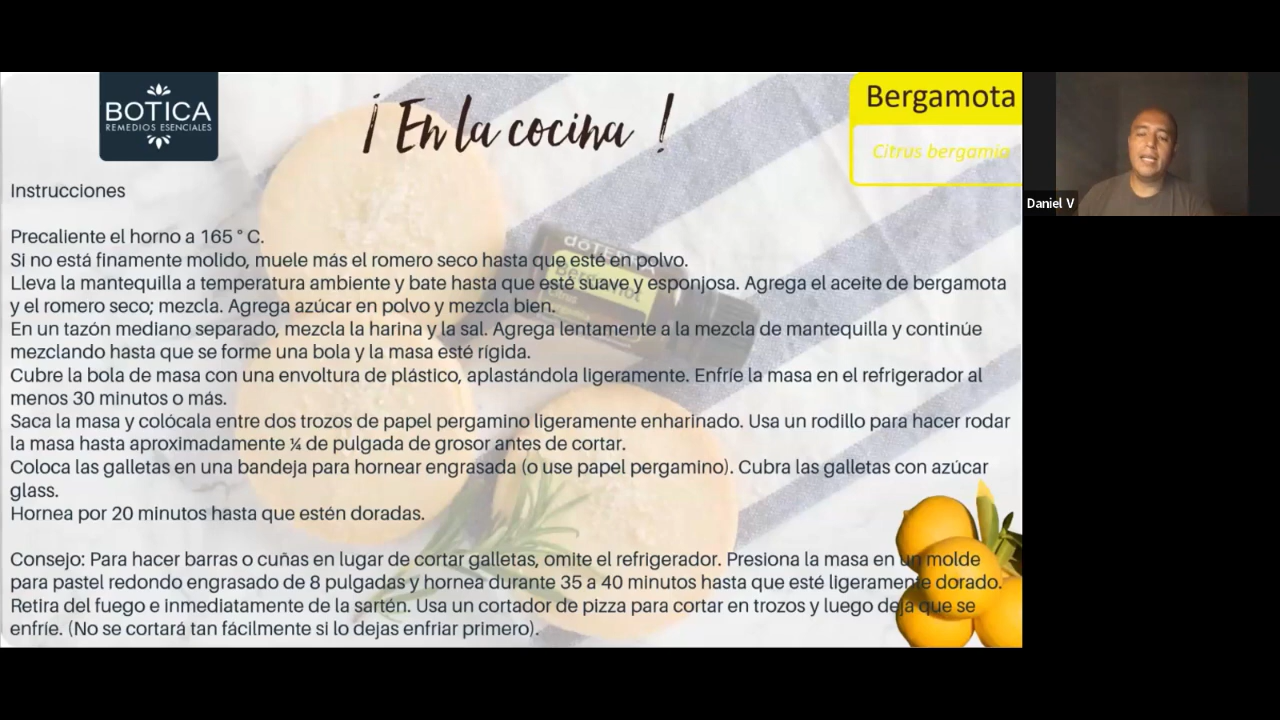 BOTICA
REMEDIOS ESENCIALES
¡ En la cocina !
Bergamota
Citrus bergamia
Daniel V
Instrucciones
Precaliente el horno a 165 ° C.
Si no está finamente molido, muele más el romero seco hasta que esté en polvo.
Lleva la mantequilla a temperatura ambiente y bate hasta que esté suave y esponjosa. Agrega el aceite de bergamota
y el romero seco; mezcla. Agrega azúcar en polvo y mezcla bien.
En un tazón mediano separado, mezcla la harina y la sal. Agrega lentamente a la mezcla de mantequilla y continúe
mezclando hasta que se forme una bola y la masa esté rígida.
Cubre la bola de masa con una envoltura de plástico, aplastándola ligeramente. Enfríe la masa en el refrigerador al
menos 30 minutos o más.
Saca la masa y colócala entre dos trozos de papel pergamino ligeramente enharinado. Usa un rodillo para hacer rodar
la masa hasta aproximadamente ¼ de pulgada de grosor antes de cortar.
Coloca las galletas en una bandeja para hornear engrasada (o use papel pergamino). Cubra las galletas con azúcar
glass.
Hornea por 20 minutos hasta que estén doradas.
Consejo: Para hacer barras o cuñas en lugar de cortar galletas, omite el refrigerador. Presiona la masa en un molde
para pastel redondo engrasado de 8 pulgadas y hornea durante 35 a 40 minutos hasta que esté ligeramente dorado.
Retira del fuego e inmediatamente de la sartén. Usa un cortador de pizza para cortar en trozos y luego deja que se
enfríe. (No se cortará tan fácilmente si lo dejas enfriar primero).
doTERRA
Bergamot